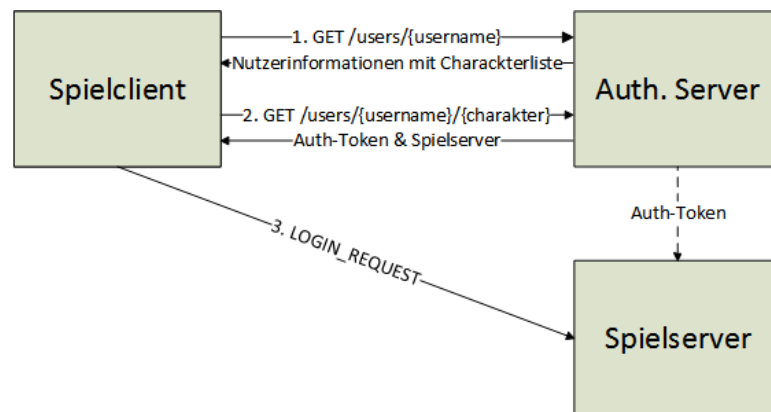 1. GET /users/{username}
Nutzerinformationen mit Charackterliste
Spielclient
Auth. Server
2. GET /users/{username}/{charakter}
Auth-Token & Spielserver
Auth-Token
3. LOGIN_REQUEST
Spielserver